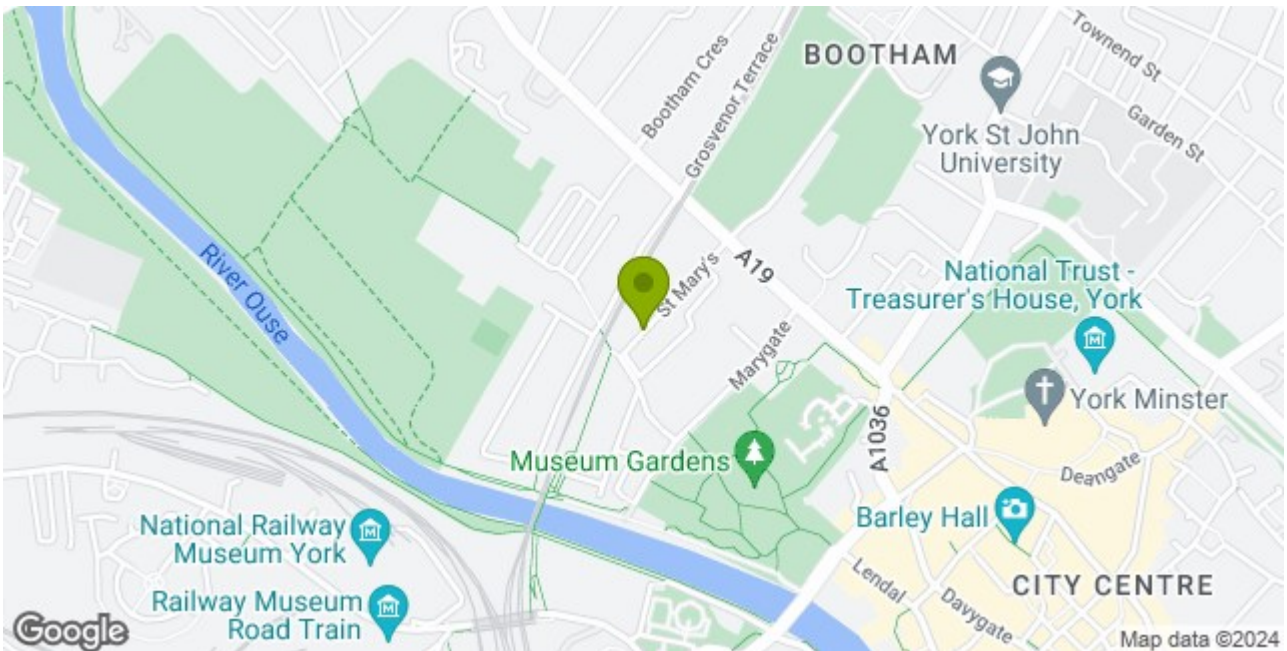 BOOTHAM
Townend St
Garden St
Bootham Cres
Grosvenor Terrace
York St John
University
A19
St Mary's
National Trust -
Treasurer's House, York
River Ouse
Marygate
York Minster
A1036
Deangate
Museum Gardens
Barley Hall
National Railway
Museum York
Lendal
Davygate
CITY CENTRE
Railway Museum
Road Train
Google
Map data ©2024